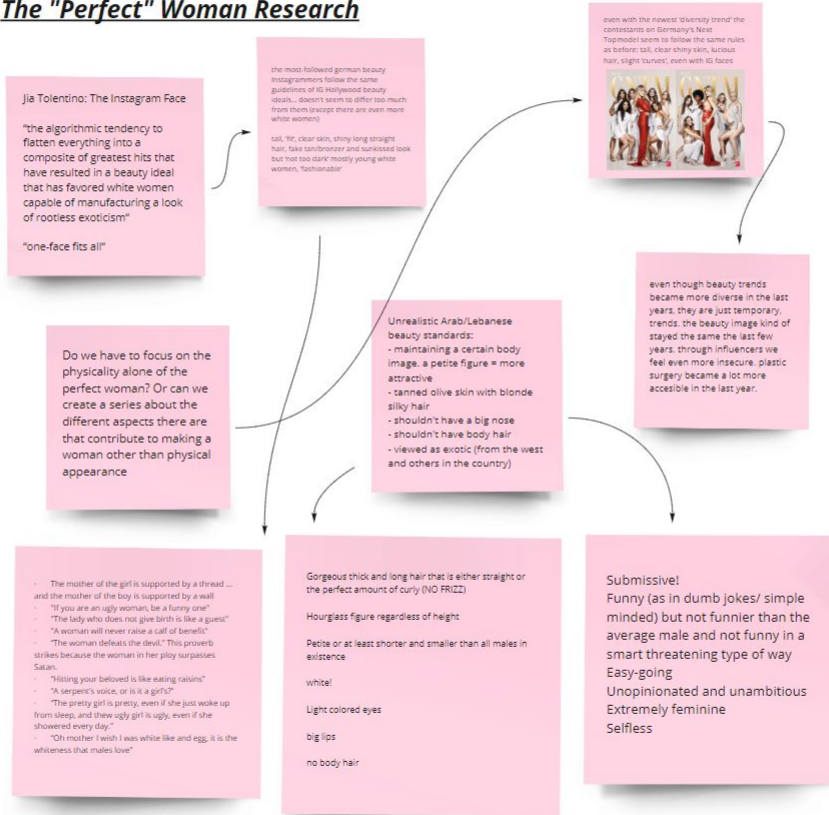 The "Perfect" Woman Research
Jia Tolentino: The Instagram Face
“the algorithmic tendency to
flatten everything into a
composite of greatest hits that
have resulted in a beauty ideal
that has favored white women
capable of manufacturing a look
of rootless exoticism”
“one-face fits all”
the most-followed german beauty
Instagrammers follow the same
guidelines of IG Hollywood beauty
ideals... doesn't seem to differ too much
from them (except there are even more
white women)
tall, 'fit', clear skin, shiny long straight
hair, fake tan/bronzer and sunkissed look
but 'not too dark' mostly young white
women, 'fashionable'
even with the newest 'diversity trend' the
contestants on Germany's Next
Topmodel seem to follow the same rules
as before: tall, clear shiny skin, lucious
hair, slight 'curves', even with IG faces
even though beauty trends
became more diverse in the last
years, they are just temporary,
trends. the beauty image kind of
stayed the same the last few
years. through influencers we
feel even more insecure. plastic
surgery became a lot more
accesible in the last year.
Do we have to focus on the
physicality alone of the
perfect woman? Or can we
create a series about the
different aspects there are
that contribute to making a
woman other than physical
appearance
Unrealistic Arab/Lebanese
beauty standards:
- maintaining a certain body
image. a petite figure = more
attractive
- tanned olive skin with blonde
silky hair
- shouldn't have a big nose
- shouldn't have body hair
- viewed as exotic (from the west
and others in the country)
· The mother of the girl is supported by a thread ...
and the mother of the boy is supported by a wall
· “If you are an ugly woman, be a funny one”
· “The lady who does not give birth is like a guest”
· “A woman will never raise a calf of benefit”
· “The woman defeats the devil.” This proverb
strikes because the woman in her ploy surpasses
Satan.
· “Hitting your beloved is like eating raisins”
· “A serpent's voice, or is it a girl's?”
· “The pretty girl is pretty, even if she just woke up
from sleep, and thew ugly girl is ugly, even if she
showered every day.”
· “Oh mother I wish I was white like and egg, it is the
whiteness that males love”
Gorgeous thick and long hair that is either straight or
the perfect amount of curly (NO FRIZZ)
Hourglass figure regardless of height
Petite or at least shorter and smaller than all males in
existence
white!
Light colored eyes
big lips
no body hair
Submissive!
Funny (as in dumb jokes/ simple
minded) but not funnier than the
average male and not funny in a
smart threatening type of way
Easy-going
Unopinionated and unambitious
Extremely feminine
Selfless